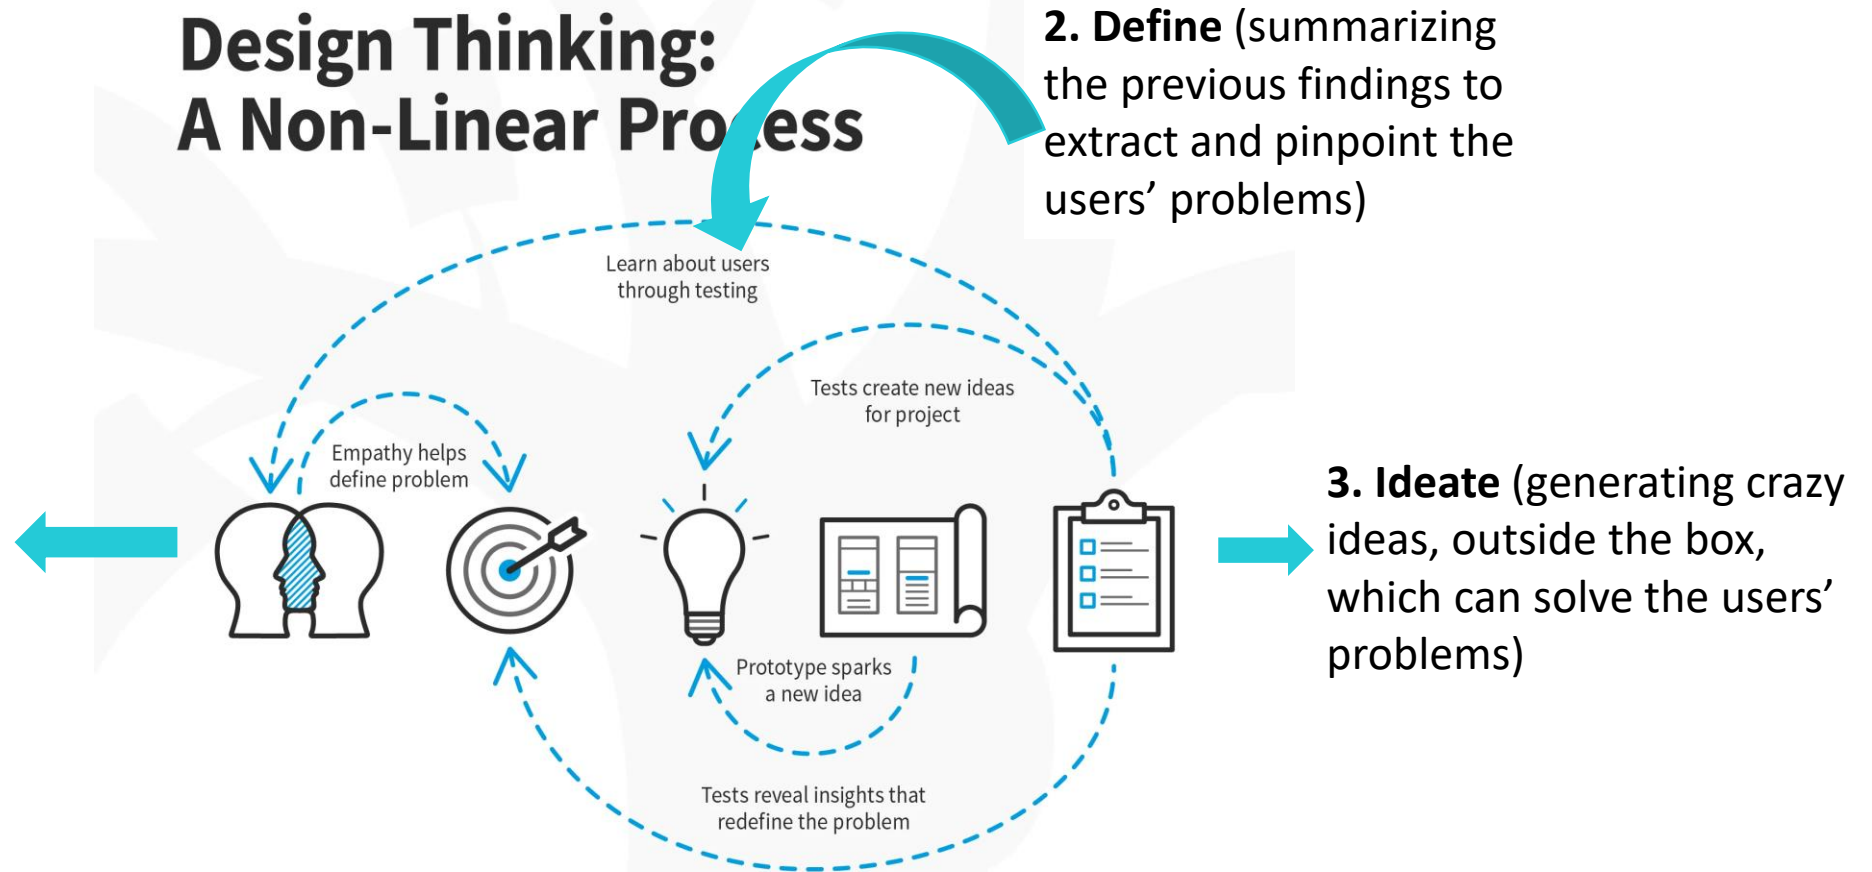 Design Thinking:
A Non-Linear Process
2. Define (summarizing
the previous findings to
extract and pinpoint the
users’ problems)
Learn about users
through testing
Tests create new ideas
for project
Empathy helps
define problem
3. Ideate (generating crazy
ideas, outside the box,
which can solve the users’
problems)
Prototype sparks
a new idea
Tests reveal insights that
redefine the problem